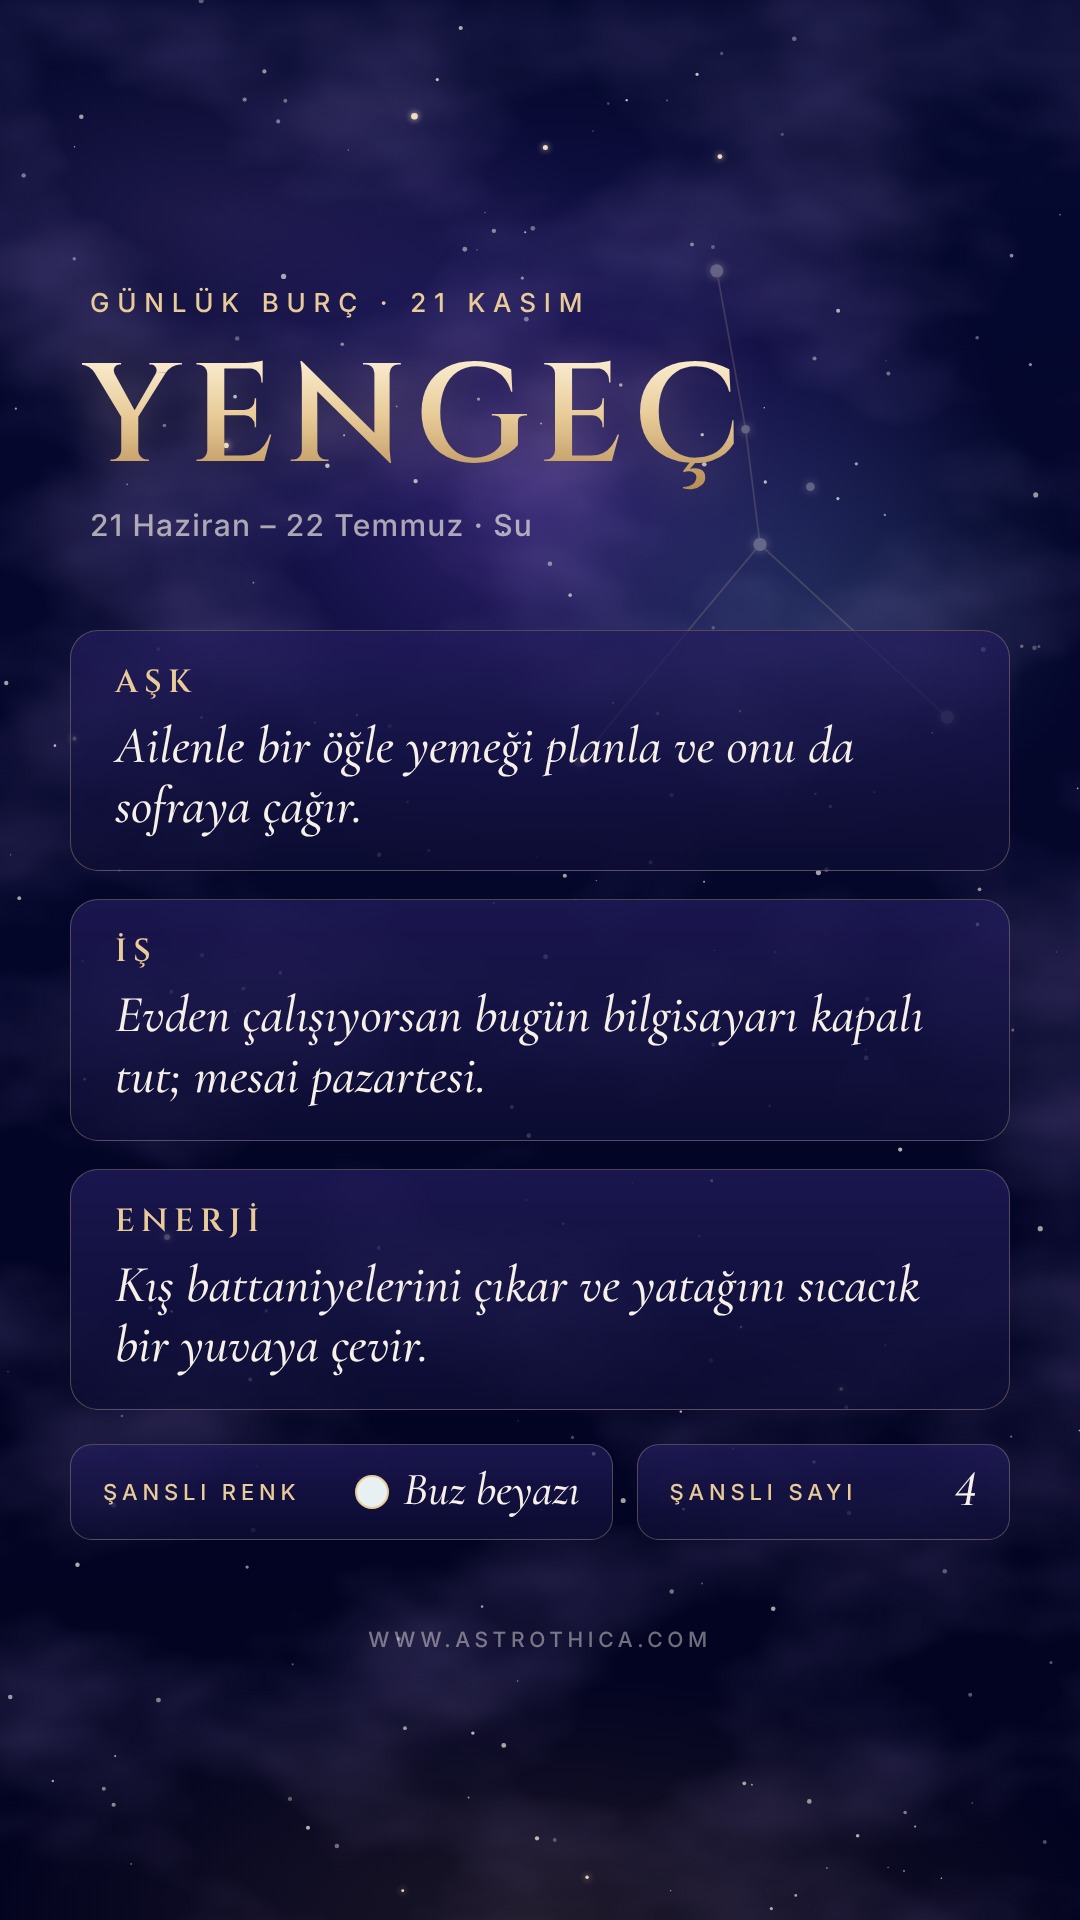 GÜNLÜK BURÇ · 21 KASIM
YENGEÇ
21 Haziran – 22 Temmuz · Su
AŞK
Ailenle bir öğle yemeği planla ve onu da
sofraya çağır.
İŞ
Evden çalışıyorsan bugün bilgisayarı kapalı
tut; mesai pazartesi.
ENERJİ
Kış battaniyelerini çıkar ve yatağını sıcacık
bir yuvaya çevir.
ŞANSLI RENK Buz beyazı
ŞANSLI SAYI 4
WWW.ASTROTHICA.COM